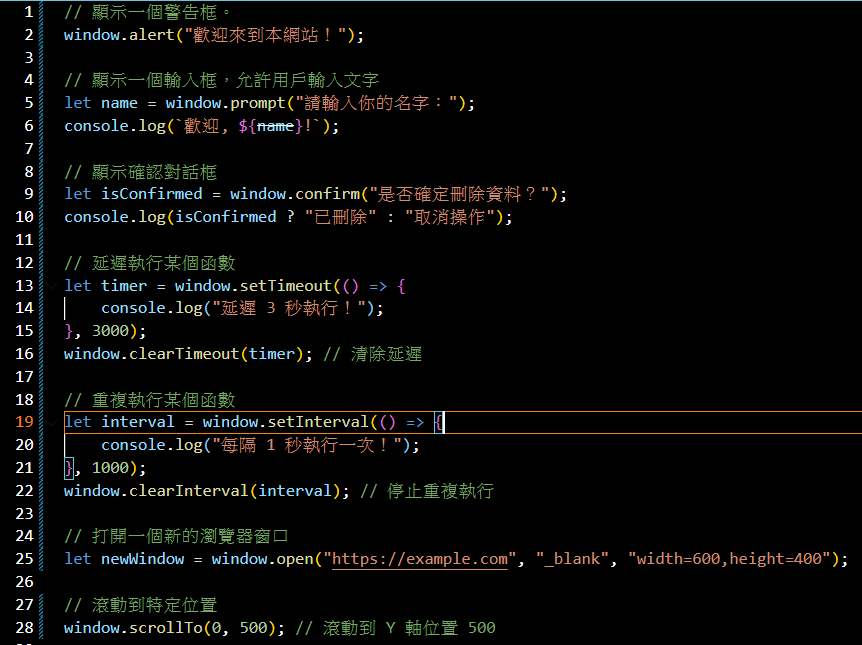 1 // 顯示一個警告框。
2 window.alert("歡迎來到本網站！");
3
4 // 顯示一個輸入框，允許用戶輸入文字
5 let name = window.prompt("請輸入你的名字：");
6 console.log(`歡迎, ${name}!`);
7
8 // 顯示確認對話框
9 let isConfirmed = window.confirm("是否確定刪除資料？");
10 console.log(isConfirmed ? "已刪除" : "取消操作");
11
12 // 延遲執行某個函數
13 let timer = window.setTimeout(() => {
14     console.log("延遲 3 秒執行！");
15 }, 3000);
16 window.clearTimeout(timer); // 清除延遲
17
18 // 重複執行某個函數
19 let interval = window.setInterval(() => {
20     console.log("每隔 1 秒執行一次！");
21 }, 1000);
22 window.clearInterval(interval); // 停止重複執行
23
24 // 打開一個新的瀏覽器窗口
25 let newWindow = window.open("https://example.com", "_blank", "width=600,height=400");
26
27 // 滾動到特定位置
28 window.scrollTo(0, 500); // 滾動到 Y 軸位置 500